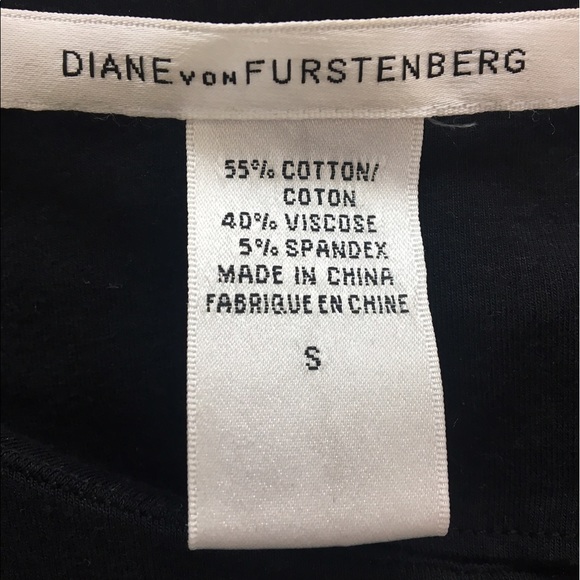 DIANE VON FURSTENBERG
55% COTTON/
COTON
40% VISCOSE
5% SPANDEX
MADE IN CHINA
FABRIQUE EN CHINE
S